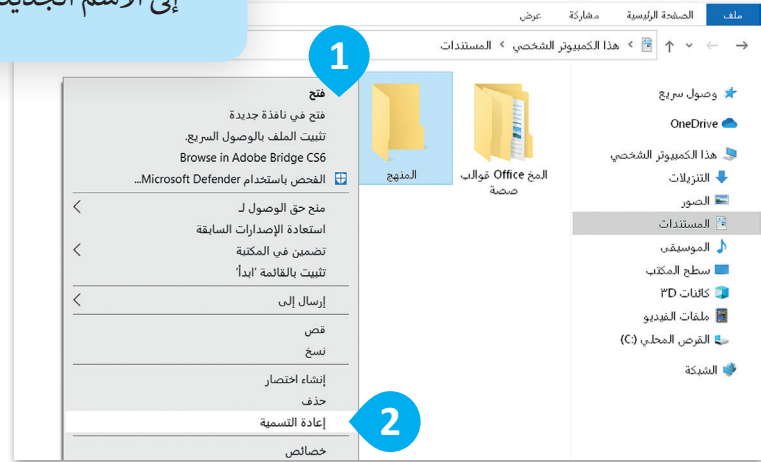 إلى الاسم الجديد
ملف الصفحة الرئيسية مشاركة عرض
هذا الكمبيوتر الشخصي > المستندات
1
وصول سريع
OneDrive
هذا الكمبيوتر الشخصي
التنزيلات
الصور
المستندات
الموسيقى
سطح المكتب
كائنات ٣D
ملفات الفيديو
القرص المحلي (C:)
الشبكة
المخ Office قوالب
صصة
المنهج
فتح
فتح في نافذة جديدة
تثبيت الملف بالوصول السريع.
Browse in Adobe Bridge CS6
الفحص باستخدام Microsoft Defender...
منح حق الوصول لـ
استعادة الإصدارات السابقة
تضمين في المكتبة
تثبيت بالقائمة 'ابدأ'
إرسال إلى
قص
نسخ
إنشاء اختصار
حذف
إعادة التسمية
2
خصائص